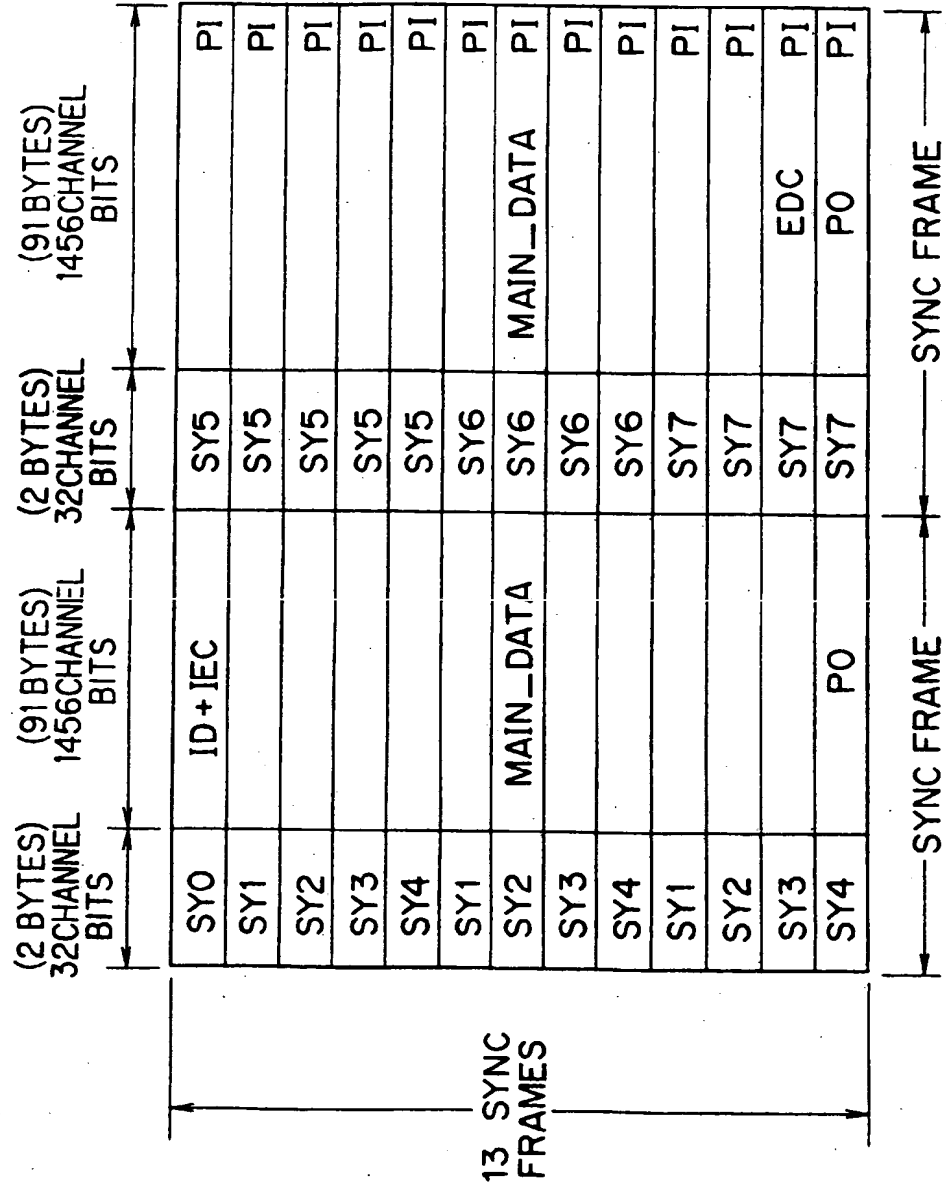 (2 BYTES) (91 BYTES) (2 BYTES) (91 BYTES)
32CHANNEL 1456CHANNEL 32CHANNEL 1456CHANNEL
BITS BITS BITS BITS
SY0 ID+IEC SY5 PI
SY1 SY5 PI
SY2 SY5 PI
SY3 SY5 PI
SY4 SY5 PI
SY1 SY6 PI
SY2 MAIN_DATA SY6 MAIN_DATA PI
SY3 SY6 PI
SY4 SY6 PI
SY1 SY7 PI
SY2 SY7 PI
SY3 SY7 EDC PI
SY4 PO SY7 PO PI
13 SYNC
FRAMES
SYNC FRAME SYNC FRAME